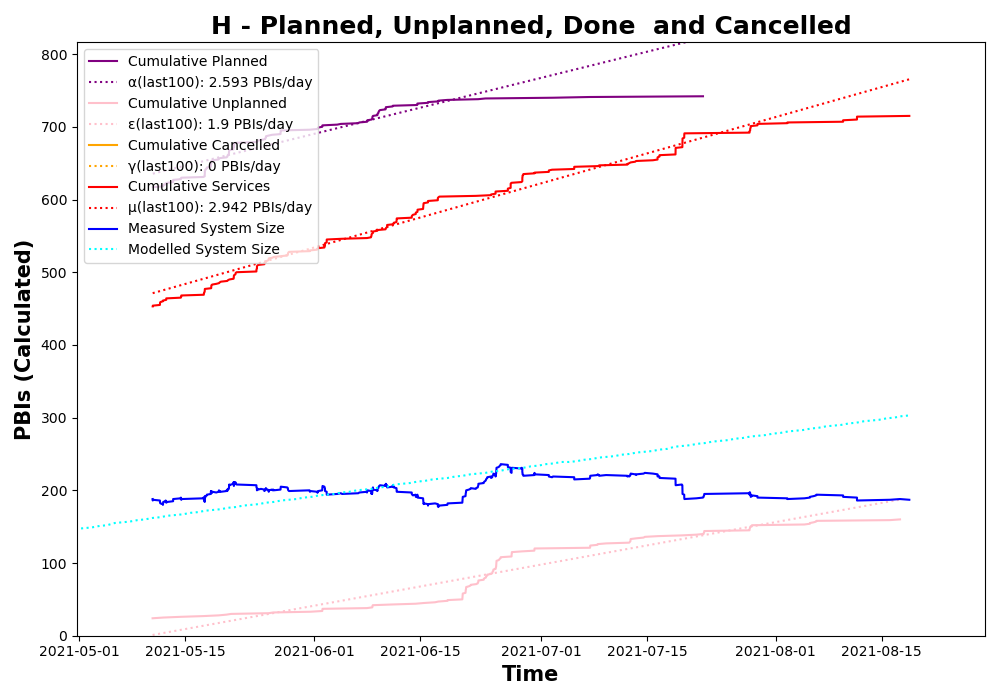 H - Planned, Unplanned, Done  and Cancelled
800
700
600
500
400
300
200
100
0
PBIs (Calculated)
Cumulative Planned
α(last100): 2.593 PBIs/day
Cumulative Unplanned
ε(last100): 1.9 PBIs/day
Cumulative Cancelled
γ(last100): 0 PBIs/day
Cumulative Services
μ(last100): 2.942 PBIs/day
Measured System Size
Modelled System Size
2021-05-01 2021-05-15 2021-06-01 2021-06-15 2021-07-01 2021-07-15 2021-08-01 2021-08-15
Time